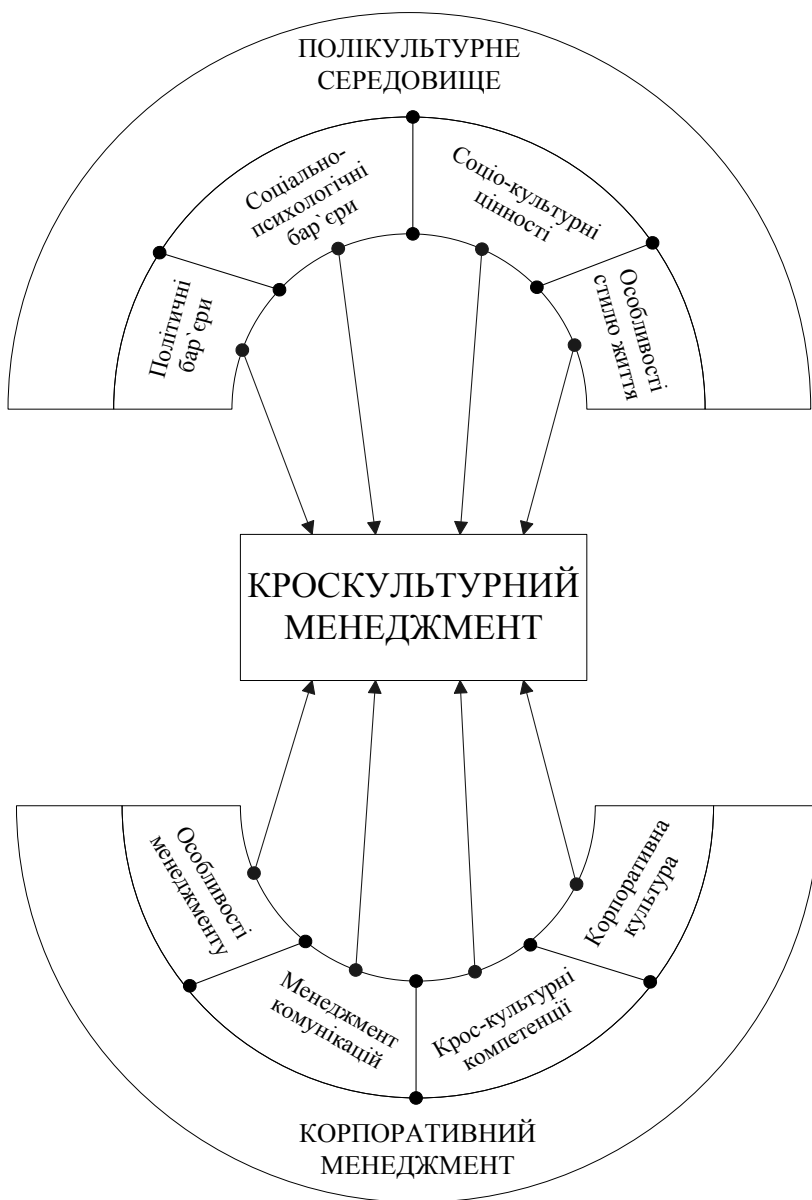 ПОЛІКУЛЬТУРНЕ
СЕРЕДОВИЩЕ
Політичні
бар`єри
Соціально-
психологічні
бар`єри
Соціо-культурні
цінності
Особливості
стилю життя
КРОСКУЛЬТУРНИЙ
МЕНЕДЖМЕНТ
Особливості
менеджменту
Менеджмент
комунікацій
Крос-культурні
компетенції
Корпоративна
культура
КОРПОРАТИВНИЙ
МЕНЕДЖМЕНТ